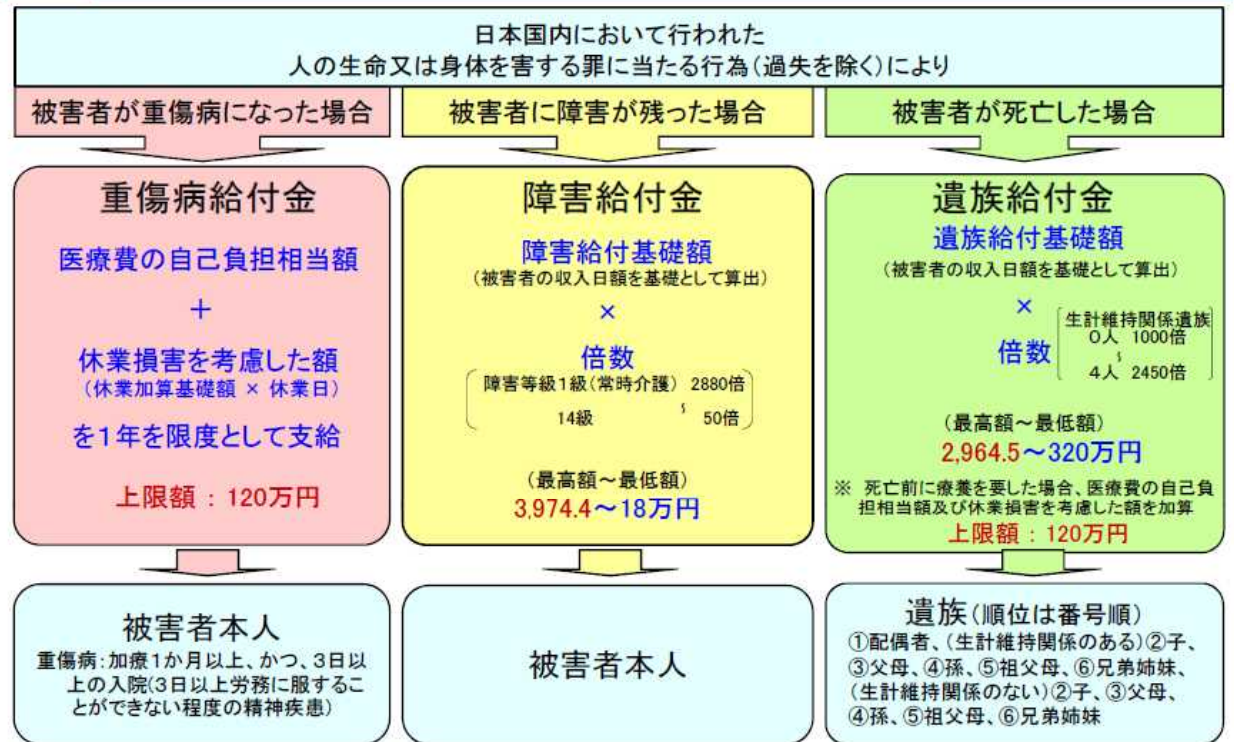 日本国内において行われた
人の生命又は身体を害する罪に当たる行為(過失を除く)により
被害者が重傷病になった場合
重傷病給付金
医療費の自己負担相当額
＋
休業損害を考慮した額
(休業加算基礎額 × 休業日)
を1年を限度として支給
上限額 : 120万円
被害者本人
重傷病:加療1か月以上、かつ、3日以
上の入院(3日以上労務に服するこ
とができない程度の精神疾患)
被害者に障害が残った場合
障害給付金
障害給付基礎額
(被害者の収入日額を基礎として算出)
×
倍数
障害等級1級(常時介護) 2880倍
～
14級 50倍
(最高額～最低額)
3,974.4～18万円
被害者本人
被害者が死亡した場合
遺族給付金
遺族給付基礎額
(被害者の収入日額を基礎として算出)
×
倍数
生計維持関係遺族
0人 1000倍
～
4人 2450倍
(最高額～最低額)
2,964.5～320万円
※ 死亡前に療養を要した場合、医療費の自己負
担相当額及び休業損害を考慮した額を加算
上限額 : 120万円
遺族(順位は番号順)
①配偶者、(生計維持関係のある)②子、
③父母、④孫、⑤祖父母、⑥兄弟姉妹、
(生計維持関係のない)②子、③父母、
④孫、⑤祖父母、⑥兄弟姉妹